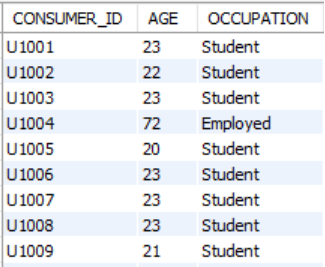 CONSUMER_ID AGE OCCUPATION
U1001 23 Student
U1002 22 Student
U1003 23 Student
U1004 72 Employed
U1005 20 Student
U1006 23 Student
U1007 23 Student
U1008 23 Student
U1009 21 Student